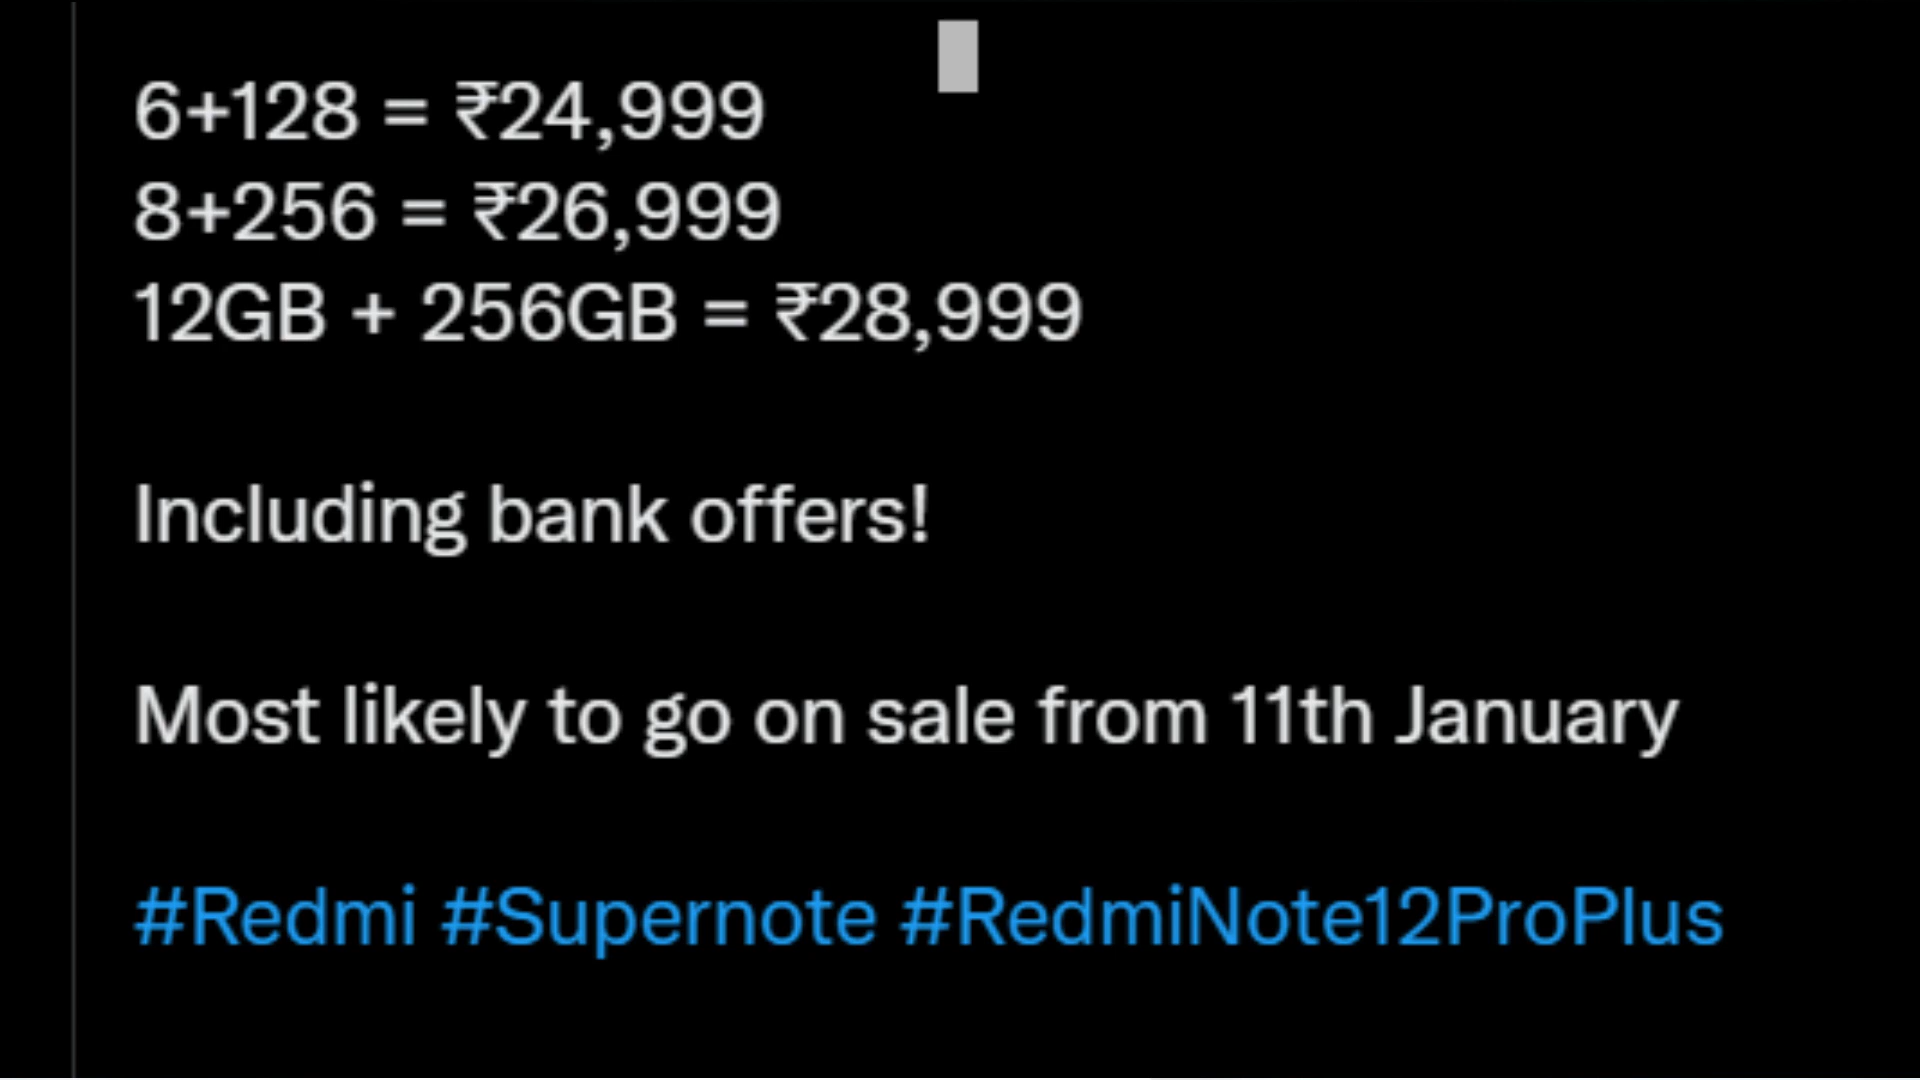 6+128 = ₹24,999
8+256 = ₹26,999
12GB + 256GB = ₹28,999
Including bank offers!
Most likely to go on sale from 11th January
#Redmi #Supernote #RedmiNote12ProPlus